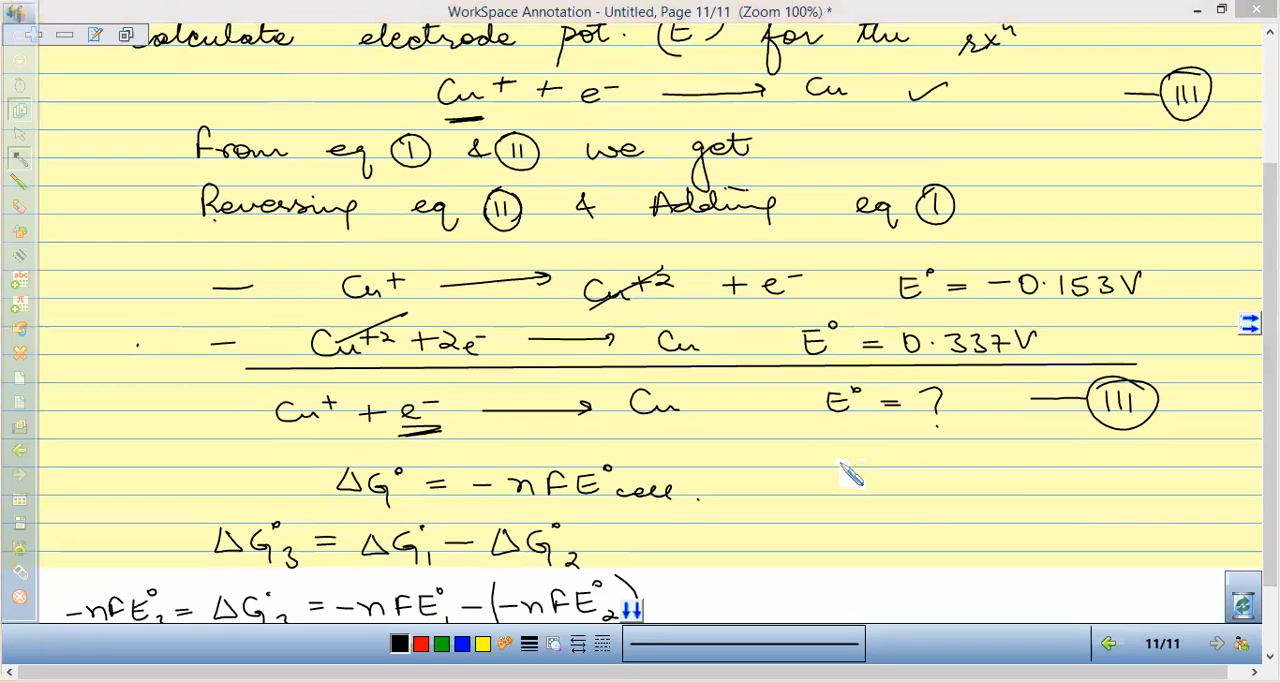 WorkSpace Annotation - Untitled, Page 11/11 (Zoom 100%) *
Calculate electrode pot. (E°) for the rxⁿ
Cu⁺ + e⁻ ⟶ Cu ✓ — III
From eq I & II we get
Reversing eq II & Adding eq I
— Cu⁺ ⟶ Cu⁺² + e⁻ E° = -0.153V
— Cu⁺² + 2e⁻ ⟶ Cu E° = 0.337V
Cu⁺ + e⁻ ⟶ Cu E° = ? — III
ΔG° = - nFE°cell.
ΔG°₃ = ΔG°₁ - ΔG°₂
-nFE°₃ = ΔG°₃ = -nFE°₁ - (-nFE°₂)
11/11